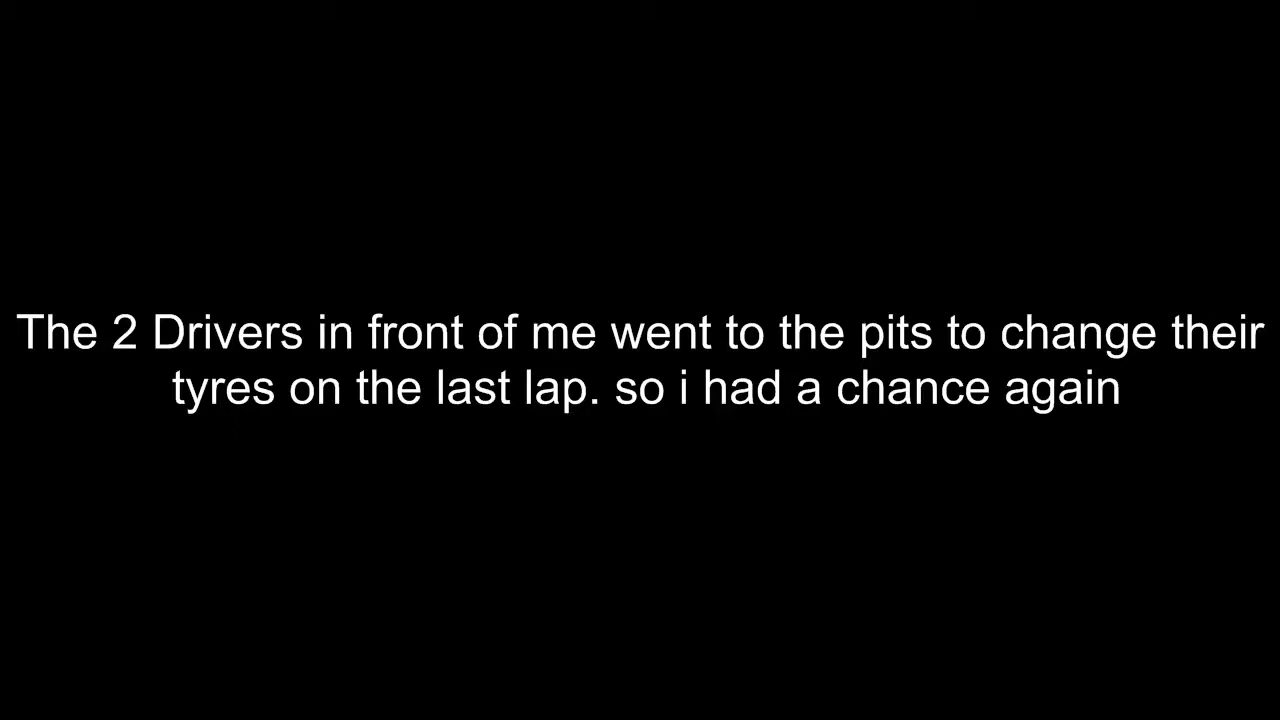 The 2 Drivers in front of me went to the pits to change their
tyres on the last lap. so i had a chance again